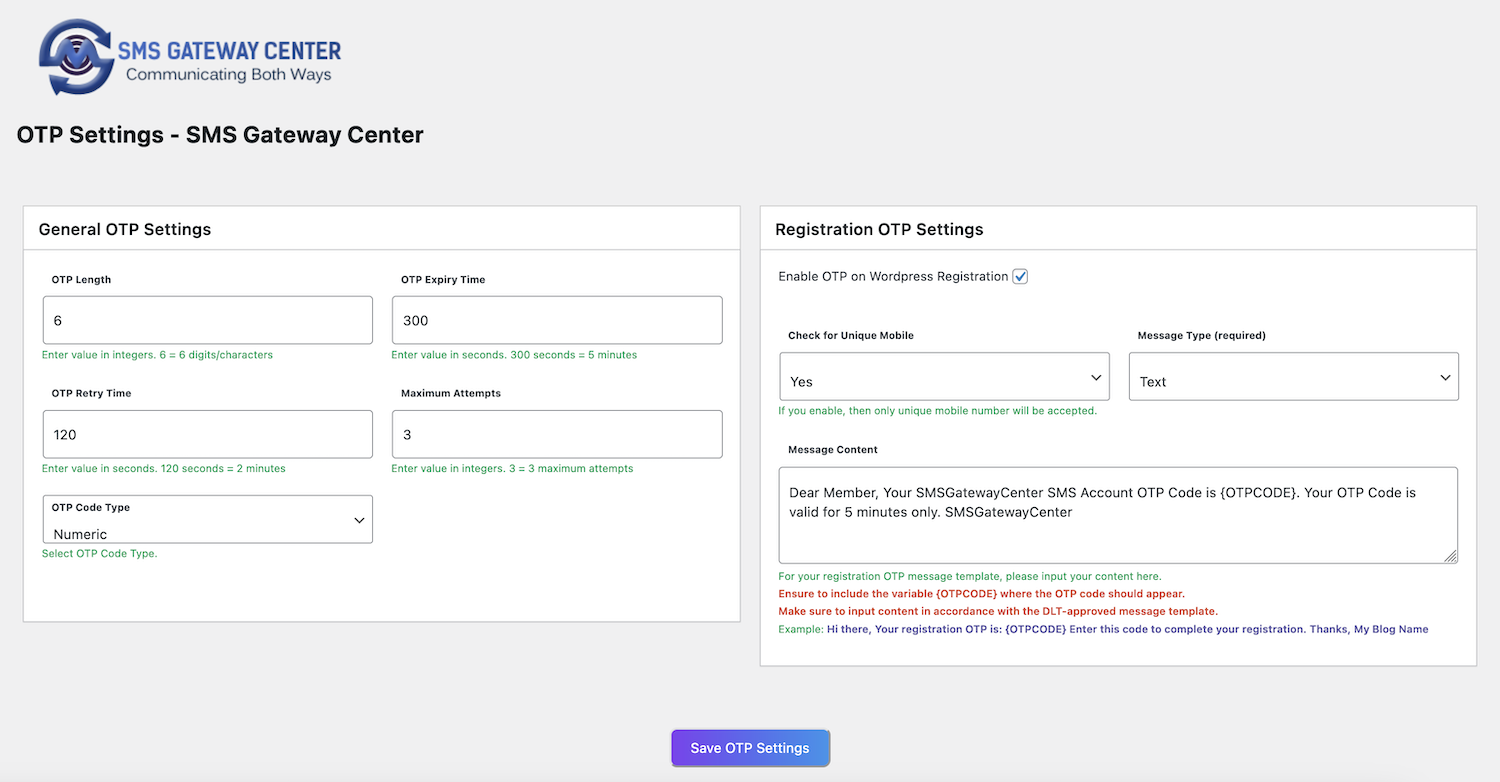 SMS GATEWAY CENTER
Communicating Both Ways
OTP Settings - SMS Gateway Center
General OTP Settings
OTP Length
OTP Expiry Time
6
300
Enter value in integers. 6 = 6 digits/characters
Enter value in seconds. 300 seconds = 5 minutes
OTP Retry Time
Maximum Attempts
120
3
Enter value in seconds. 120 seconds = 2 minutes
Enter value in integers. 3 = 3 maximum attempts
OTP Code Type
Numeric
Select OTP Code Type.
Registration OTP Settings
Enable OTP on Wordpress Registration
Check for Unique Mobile
Message Type (required)
Yes
Text
If you enable, then only unique mobile number will be accepted.
Message Content
Dear Member, Your SMSGatewayCenter SMS Account OTP Code is {OTPCODE}. Your OTP Code is
valid for 5 minutes only. SMSGatewayCenter
For your registration OTP message template, please input your content here.
Ensure to include the variable {OTPCODE} where the OTP code should appear.
Make sure to input content in accordance with the DLT-approved message template.
Example: Hi there, Your registration OTP is: {OTPCODE} Enter this code to complete your registration. Thanks, My Blog Name
Save OTP Settings